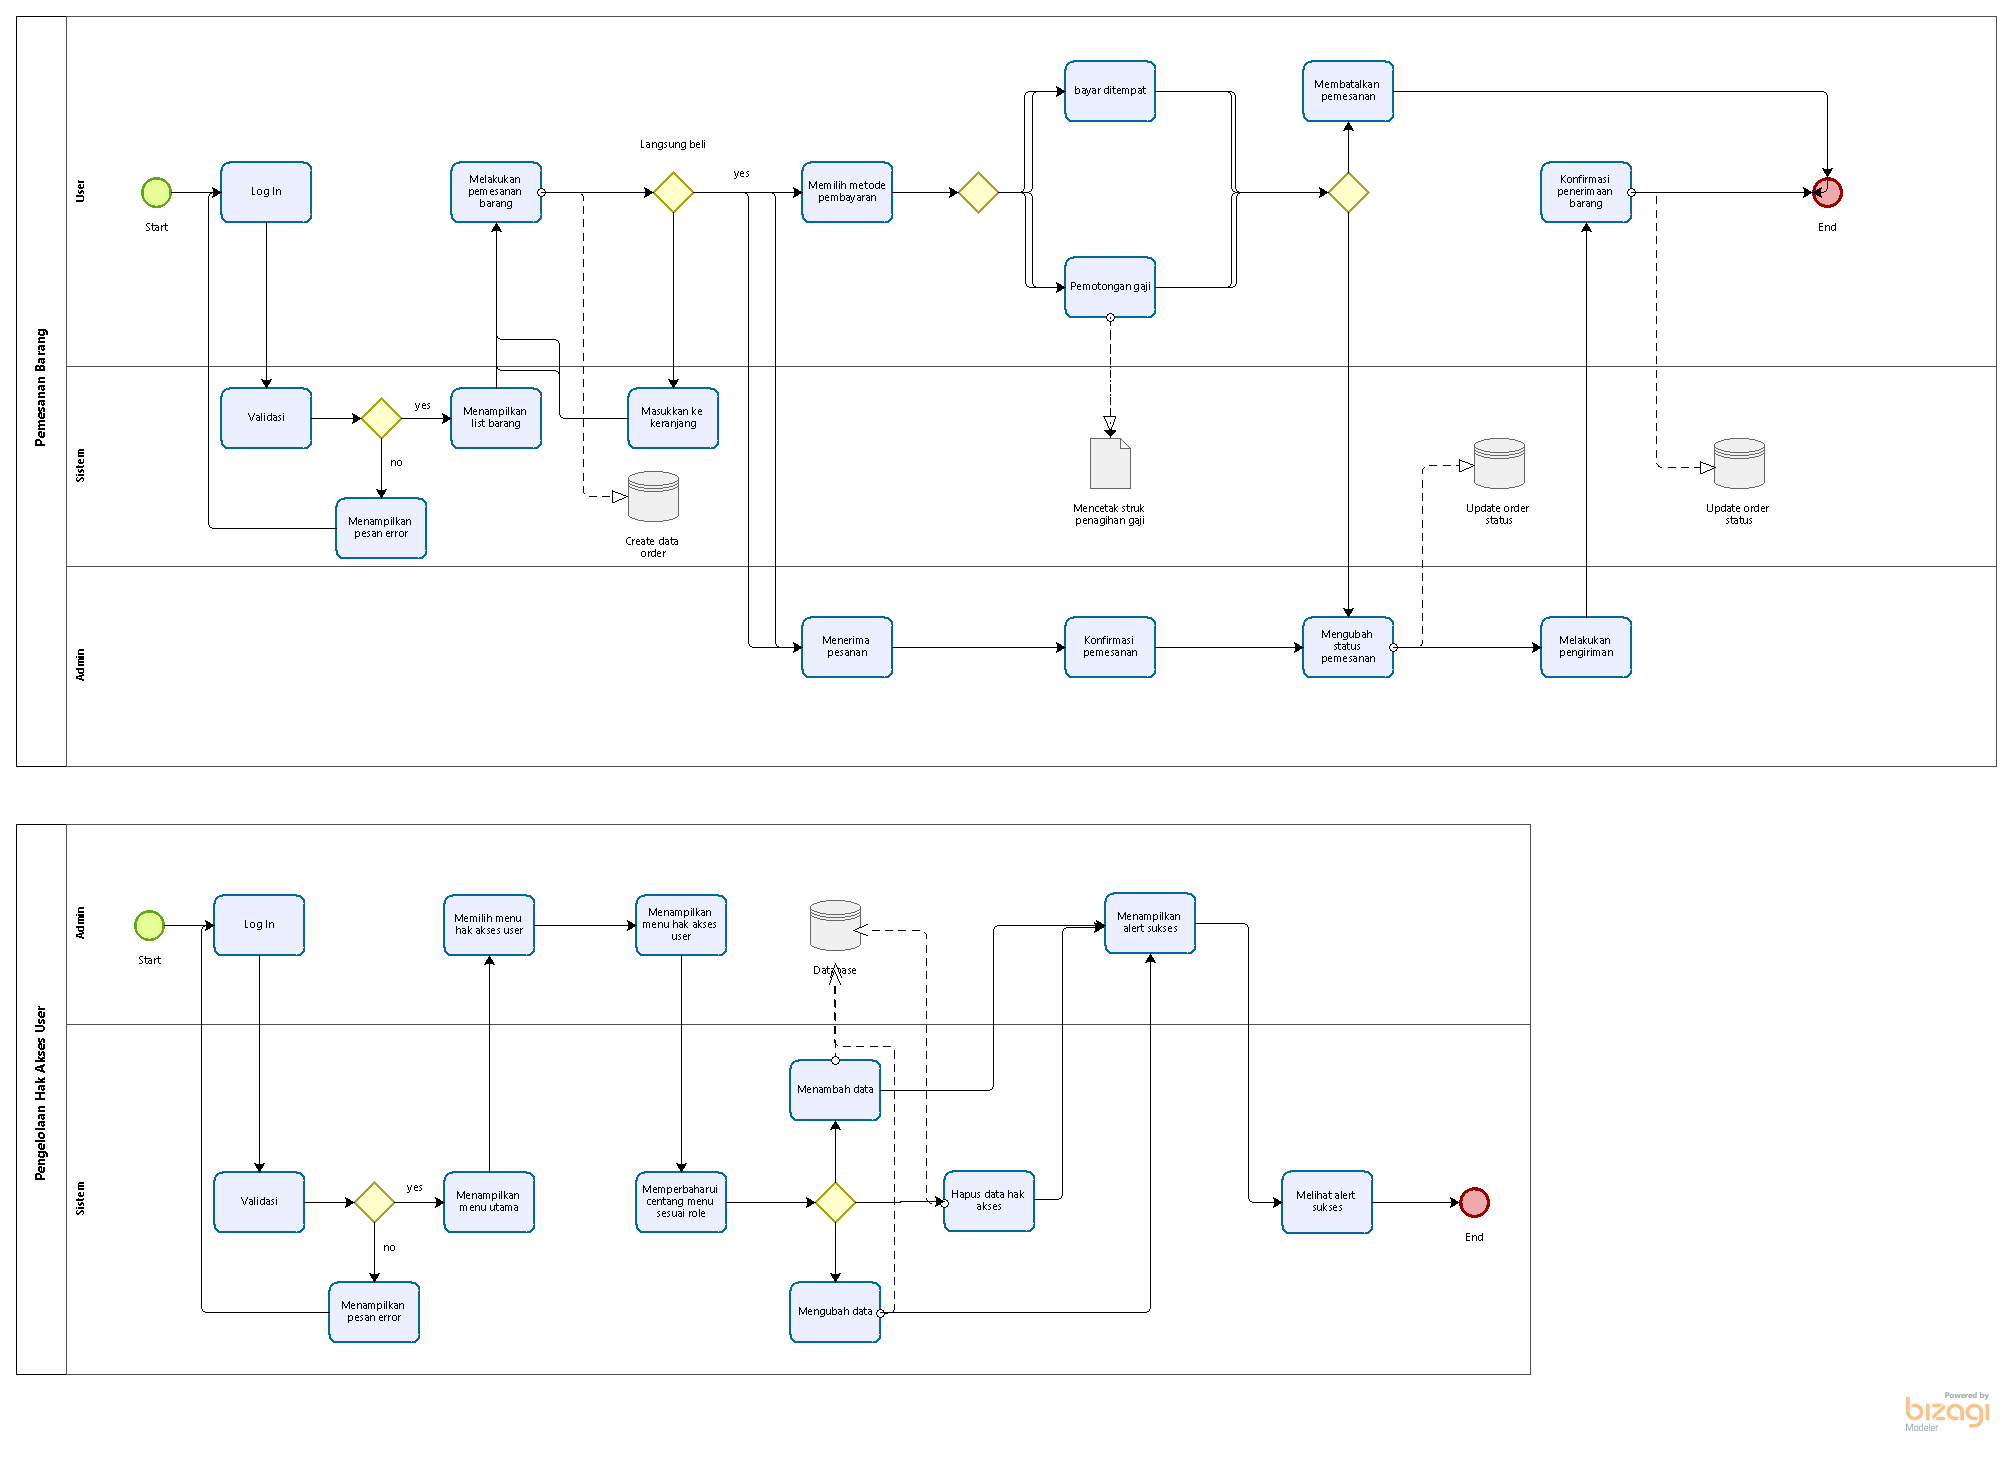 Pemesanan Barang
User
Start
Log In
Melakukan
pemesanan
barang
Langsung beli
yes
Memilih metode
pembayaran
bayar ditempat
Pemotongan gaji
Membatalkan
pemesanan
Konfirmasi
penerimaan
barang
End
Sistem
Validasi
yes
no
Menampilkan
pesan error
Menampilkan
list barang
Masukkan ke
keranjang
Create data
order
Mencetak struk
penagihan gaji
Update order
status
Update order
status
Admin
Menerima
pesanan
Konfirmasi
pemesanan
Mengubah
status
pemesanan
Melakukan
pengiriman
Pengelolaan Hak Akses User
Admin
Start
Log In
Memilih menu
hak akses user
Menampilkan
menu hak akses
user
Database
Menampilkan
alert sukses
Sistem
Validasi
yes
no
Menampilkan
pesan error
Menampilkan
menu utama
Memperbaharui
centang menu
sesuai role
Menambah data
Hapus data hak
akses
Mengubah data
Melihat alert
sukses
End
Powered by
bizagi
Modeler